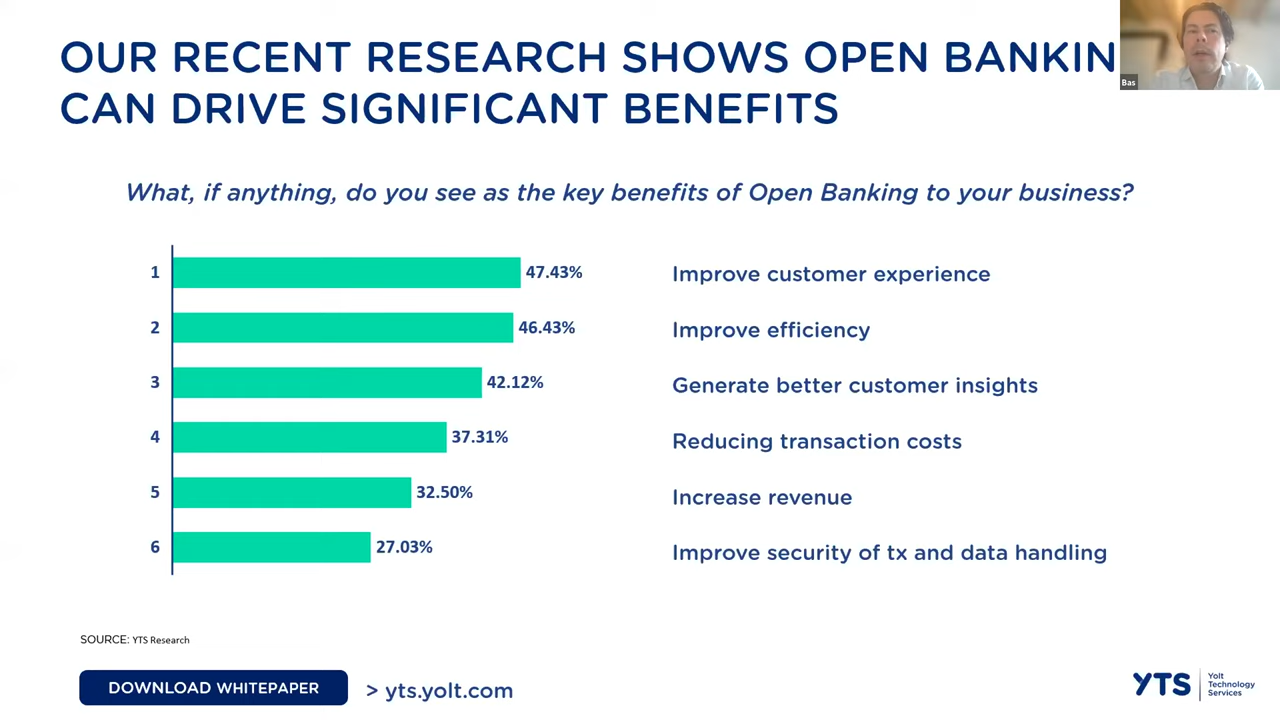 OUR RECENT RESEARCH SHOWS OPEN BANKIN
CAN DRIVE SIGNIFICANT BENEFITS
Bas
What, if anything, do you see as the key benefits of Open Banking to your business?
1 47.43% Improve customer experience
2 46.43% Improve efficiency
3 42.12% Generate better customer insights
4 37.31% Reducing transaction costs
5 32.50% Increase revenue
6 27.03% Improve security of tx and data handling
SOURCE: YTS Research
DOWNLOAD WHITEPAPER > yts.yolt.com
YTS
Yolt
Technology
Services